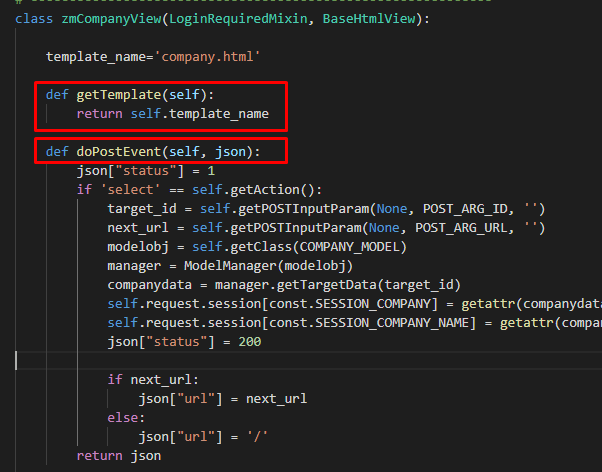 class zmCompanyView(LoginRequiredMixin, BaseHtmlView):
template_name='company.html'
def getTemplate(self):
return self.template_name
def doPostEvent(self, json):
json["status"] = 1
if 'select' == self.getAction():
target_id = self.getPOSTInputParam(None, POST_ARG_ID, '')
next_url = self.getPOSTInputParam(None, POST_ARG_URL, '')
modelobj = self.getClass(COMPANY_MODEL)
manager = ModelManager(modelobj)
companydata = manager.getTargetData(target_id)
self.request.session[const.SESSION_COMPANY] = getattr(companydata
self.request.session[const.SESSION_COMPANY_NAME] = getattr(compa
json["status"] = 200
if next_url:
json["url"] = next_url
else:
json["url"] = '/'
return json